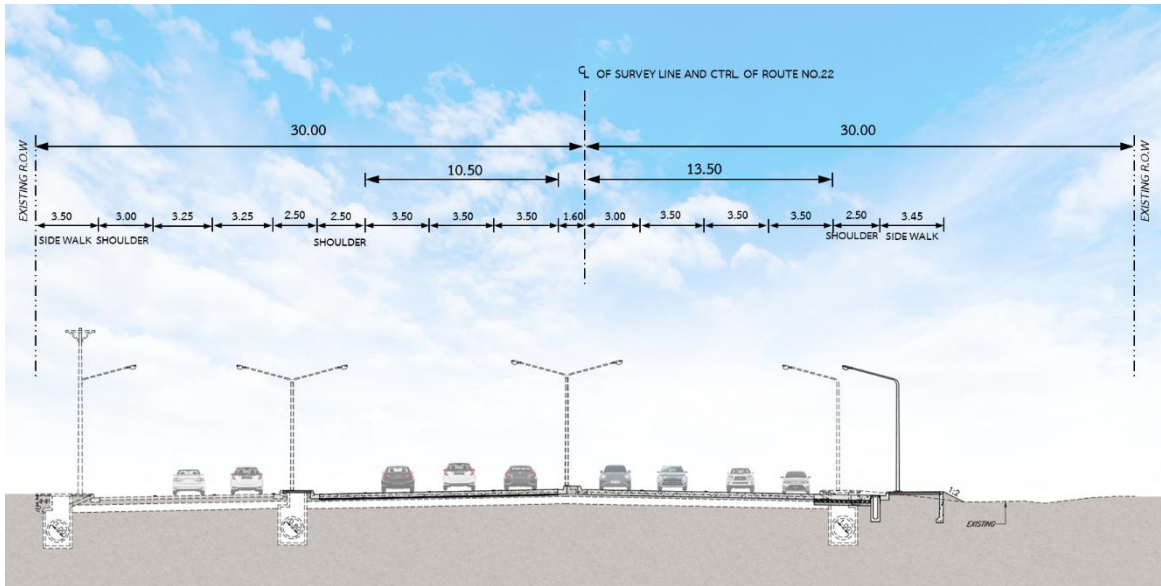 ℄ OF SURVEY LINE AND CTRL. OF ROUTE NO.22
30.00
30.00
EXISTING R.O.W
EXISTING R.O.W
10.50
13.50
3.50
3.00
3.25
3.25
2.50
2.50
3.50
3.50
3.50
1.60
3.00
3.50
3.50
3.50
2.50
3.45
SIDE WALK
SHOULDER
SHOULDER
SHOULDER
SIDE WALK
1:2
EXISTING